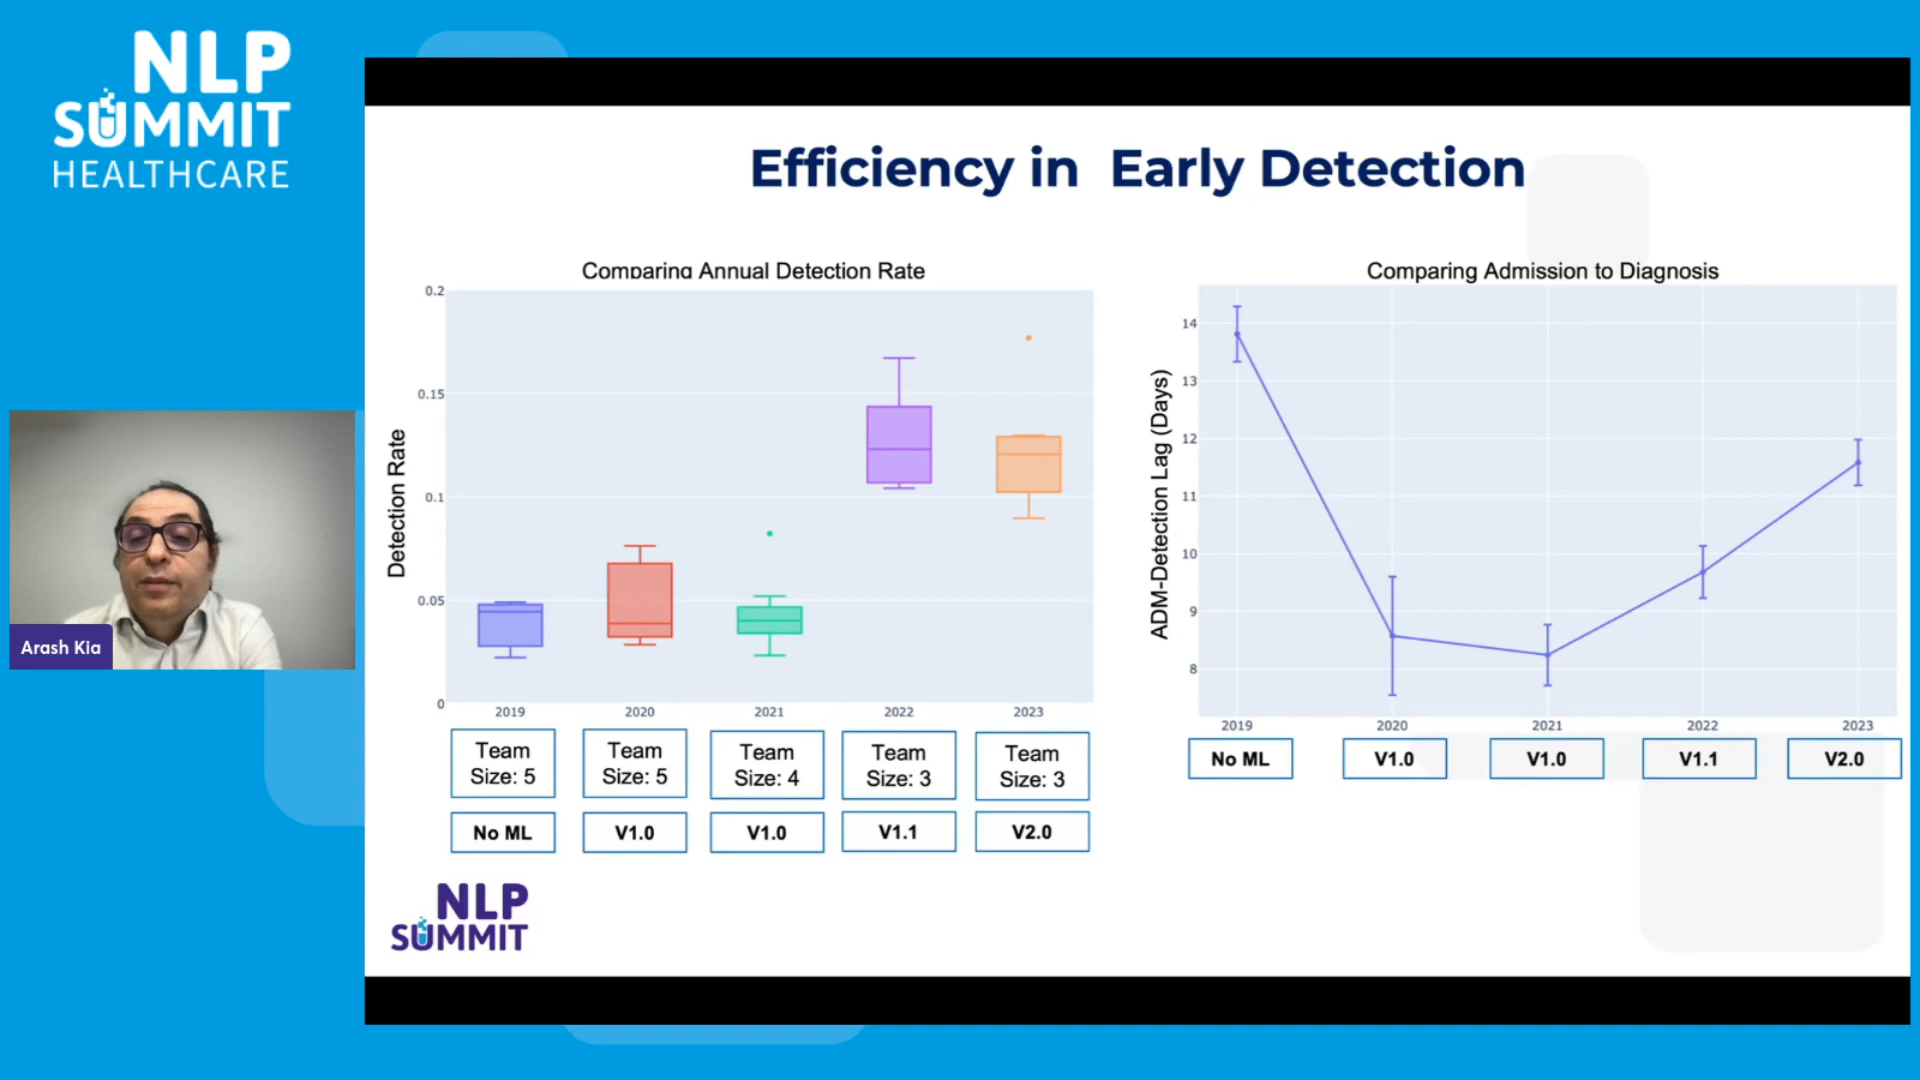 NLP
SUMMIT
HEALTHCARE
Arash Kia
Efficiency in Early Detection
Comparing Annual Detection Rate
Detection Rate
0.2
0.15
0.1
0.05
0
2019 2020 2021 2022 2023
Team
Size: 5
Team
Size: 5
Team
Size: 4
Team
Size: 3
Team
Size: 3
No ML
V1.0
V1.0
V1.1
V2.0
Comparing Admission to Diagnosis
ADM-Detection Lag (Days)
14
13
12
11
10
9
8
2019 2020 2021 2022 2023
No ML
V1.0
V1.0
V1.1
V2.0
NLP
SUMMIT